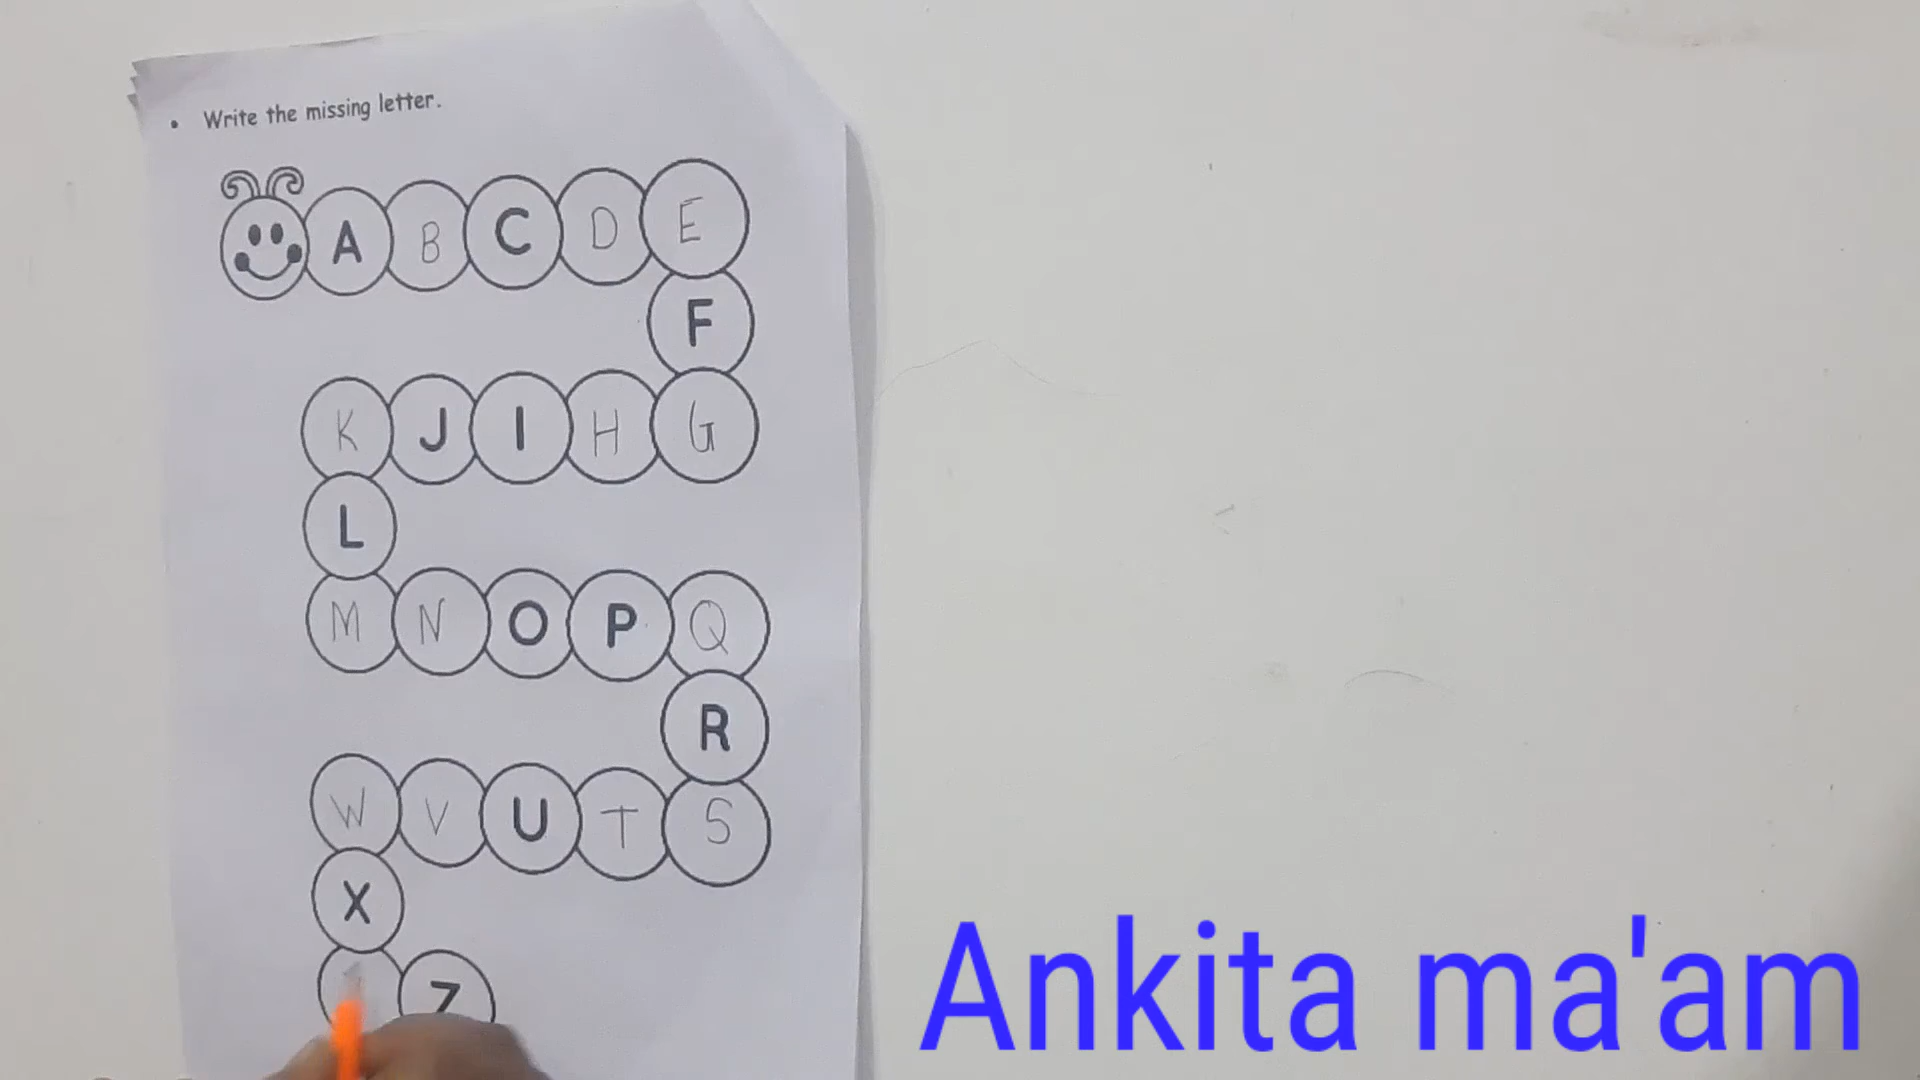 • Write the missing letter.
A B C D E
F
K J I H G
L
M N O P Q
R
W V U T S
X
Z
Ankita ma'am